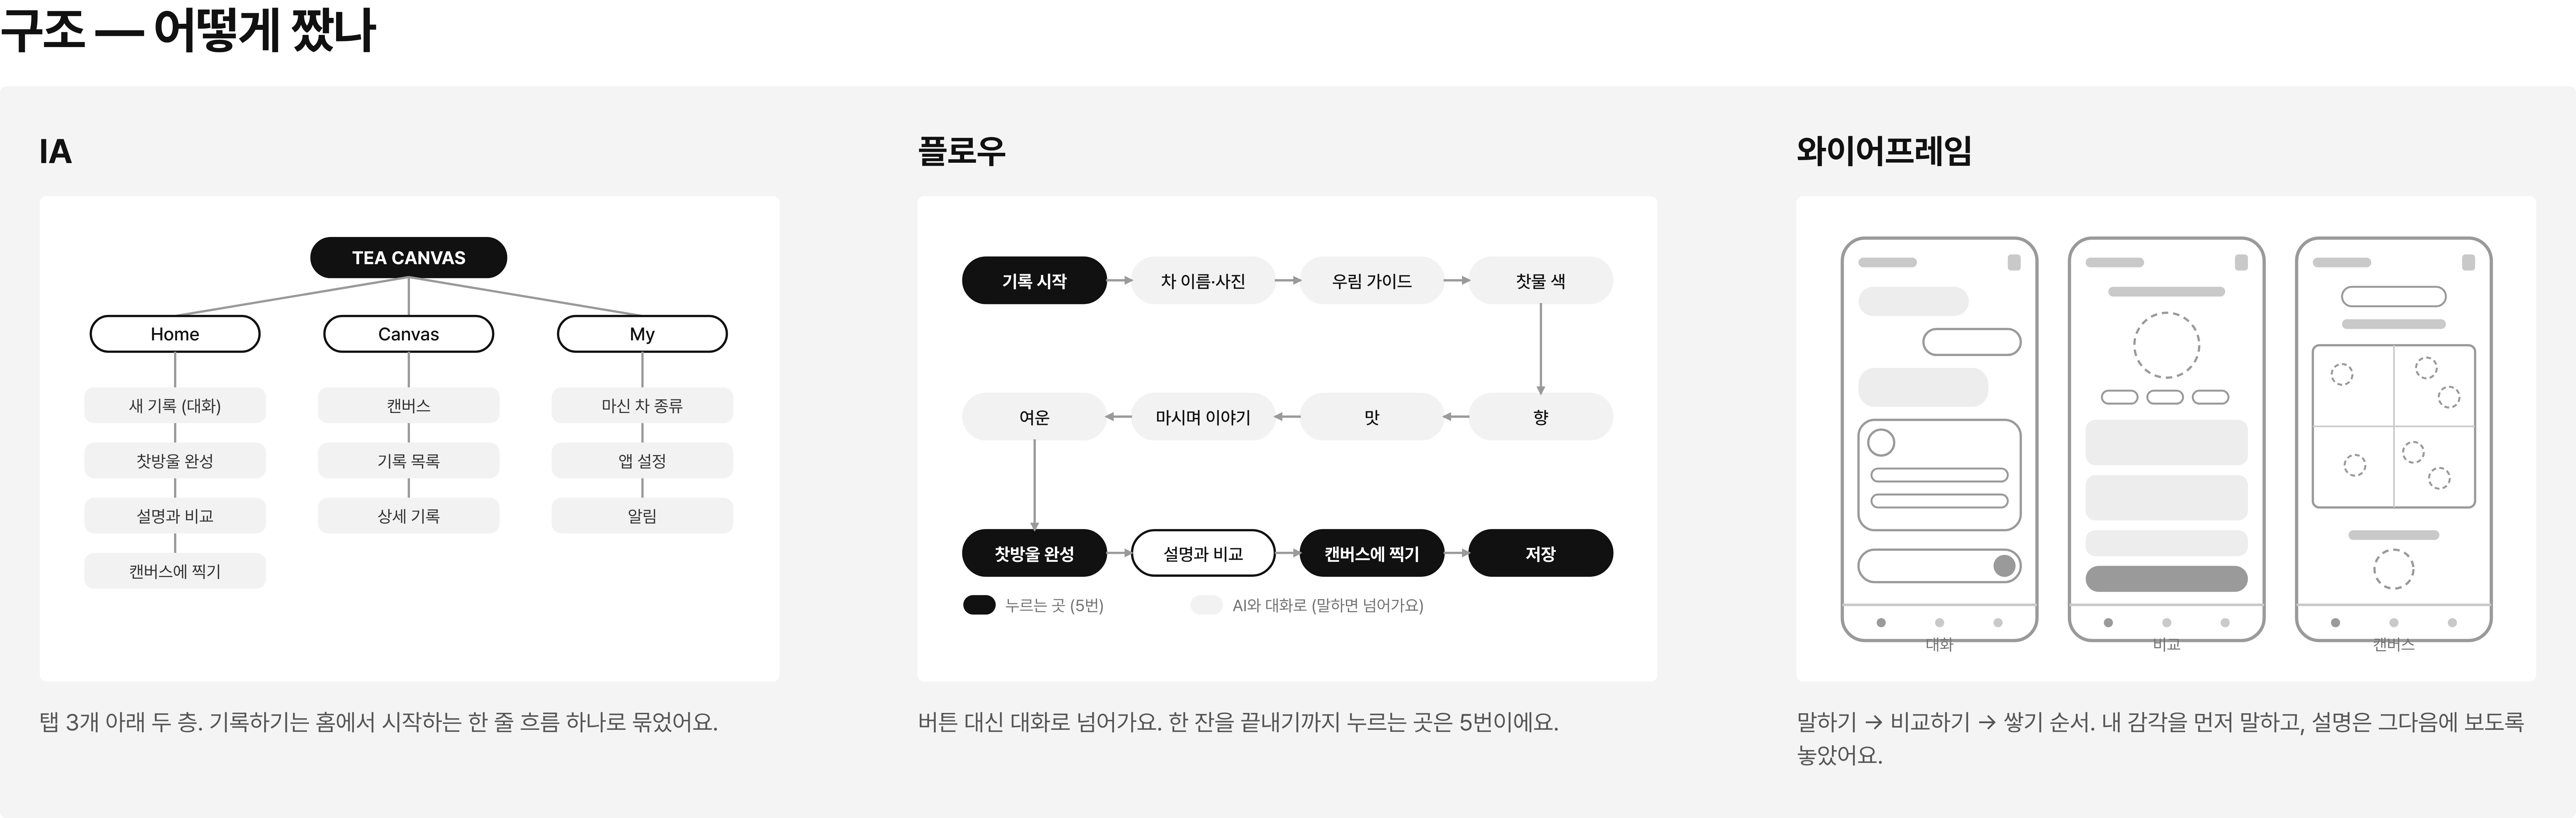 구조 — 어떻게 짰나
IA
TEA CANVAS
Home
Canvas
My
새 기록 (대화)
캔버스
마신 차 종류
찻방울 완성
기록 목록
앱 설정
설명과 비교
상세 기록
알림
캔버스에 찍기
탭 3개 아래 두 층. 기록하기는 홈에서 시작하는 한 줄 흐름 하나로 묶었어요.
플로우
기록 시작
차 이름·사진
우림 가이드
찻물 색
여운
마시며 이야기
맛
향
찻방울 완성
설명과 비교
캔버스에 찍기
저장
누르는 곳 (5번)
AI와 대화로 (말하면 넘어가요)
버튼 대신 대화로 넘어가요. 한 잔을 끝내기까지 누르는 곳은 5번이에요.
와이어프레임
대화
비교
캔버스
말하기 → 비교하기 → 쌓기 순서. 내 감각을 먼저 말하고, 설명은 그다음에 보도록
놓았어요.